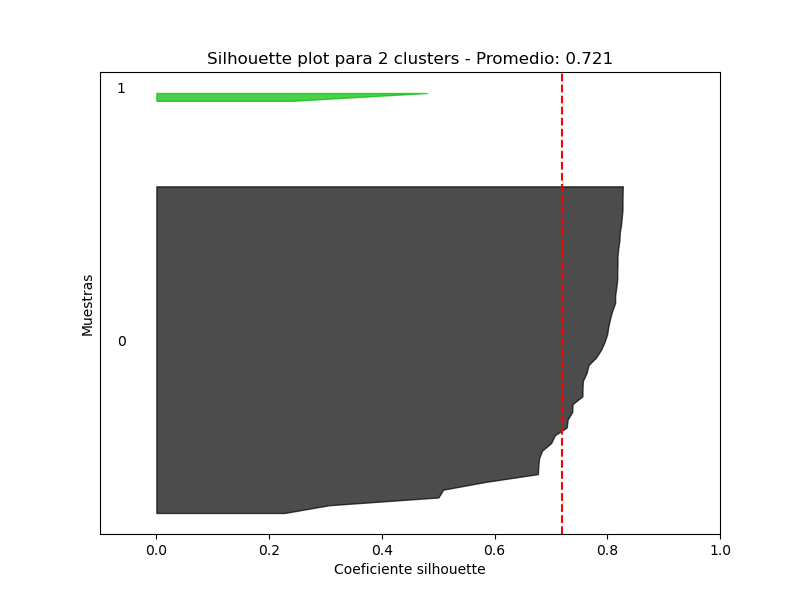 Silhouette plot para 2 clusters - Promedio: 0.721
1
0
Muestras
0.0 0.2 0.4 0.6 0.8 1.0
Coeficiente silhouette